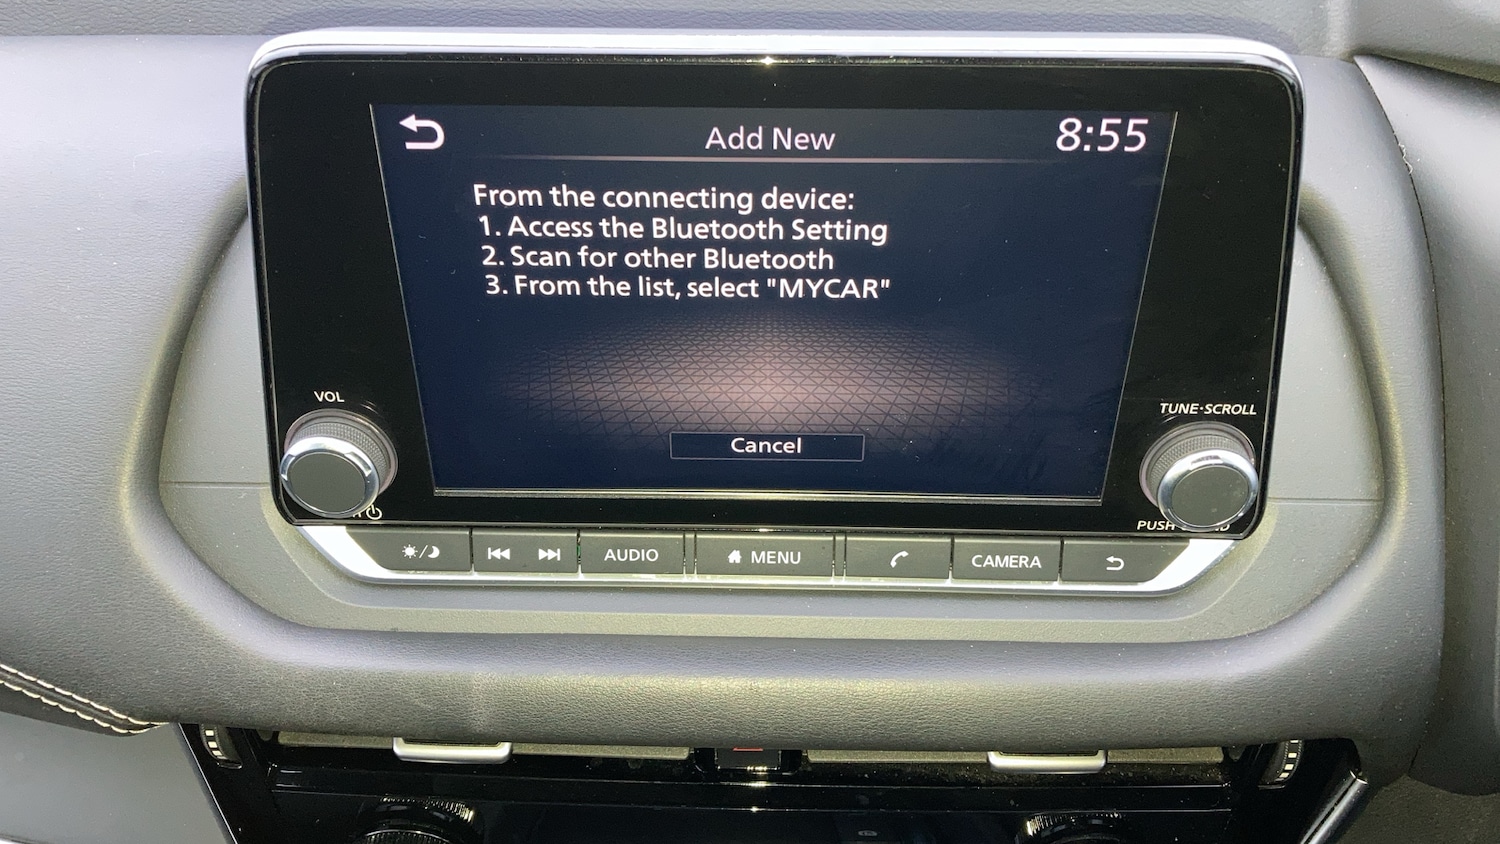 Add New
8:55
From the connecting device:
1. Access the Bluetooth Setting
2. Scan for other Bluetooth
3. From the list, select "MYCAR"
Cancel
VOL
TUNE·SCROLL
PUSH
AUDIO
MENU
CAMERA